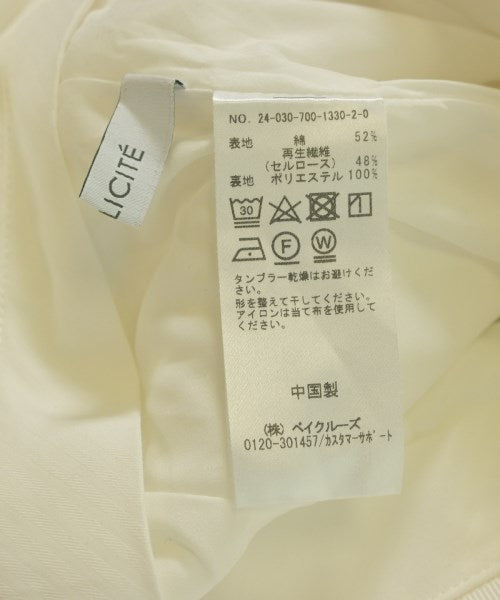 LICITÉ
NO. 24-030-700-1330-2-0
表地 綿 52%
再生繊維
(セルロース) 48%
裏地 ポリエステル 100%
30
F
W
タンブラー乾燥はお避けくだ
さい。
形を整えて干してください。
アイロンは当て布を使用して
ください。
中国製
(株) ベイクルーズ
0120-301457/カスタマーサポート